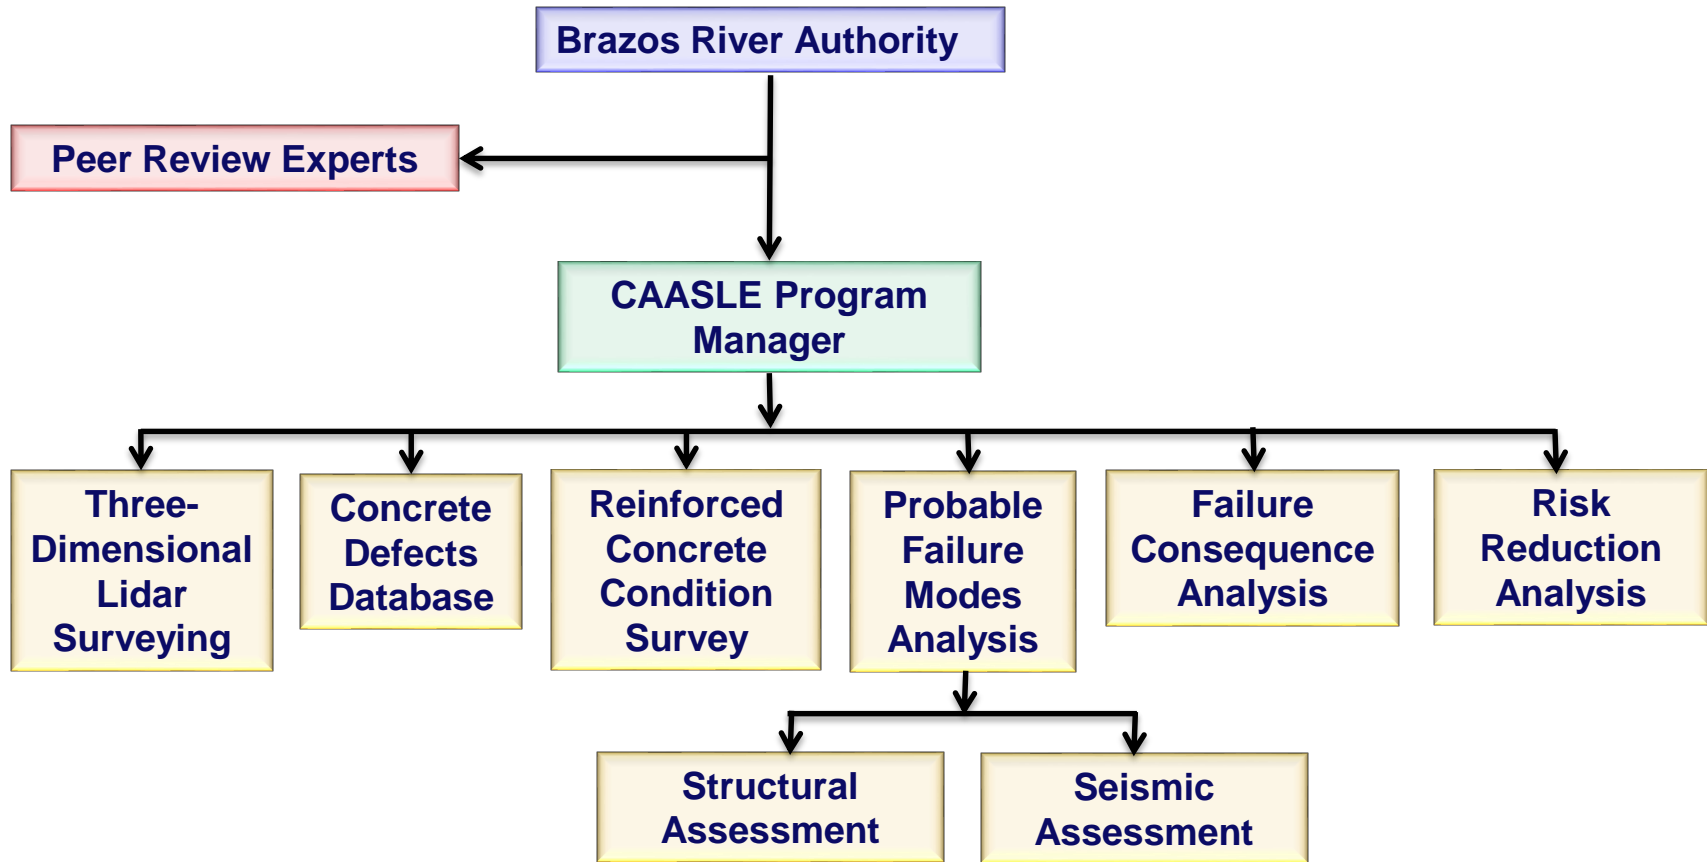 Brazos River Authority
Peer Review Experts
CAASLE Program
Manager
Three-
Dimensional
Lidar
Surveying
Concrete
Defects
Database
Reinforced
Concrete
Condition
Survey
Probable
Failure
Modes
Analysis
Failure
Consequence
Analysis
Risk
Reduction
Analysis
Structural
Assessment
Seismic
Assessment